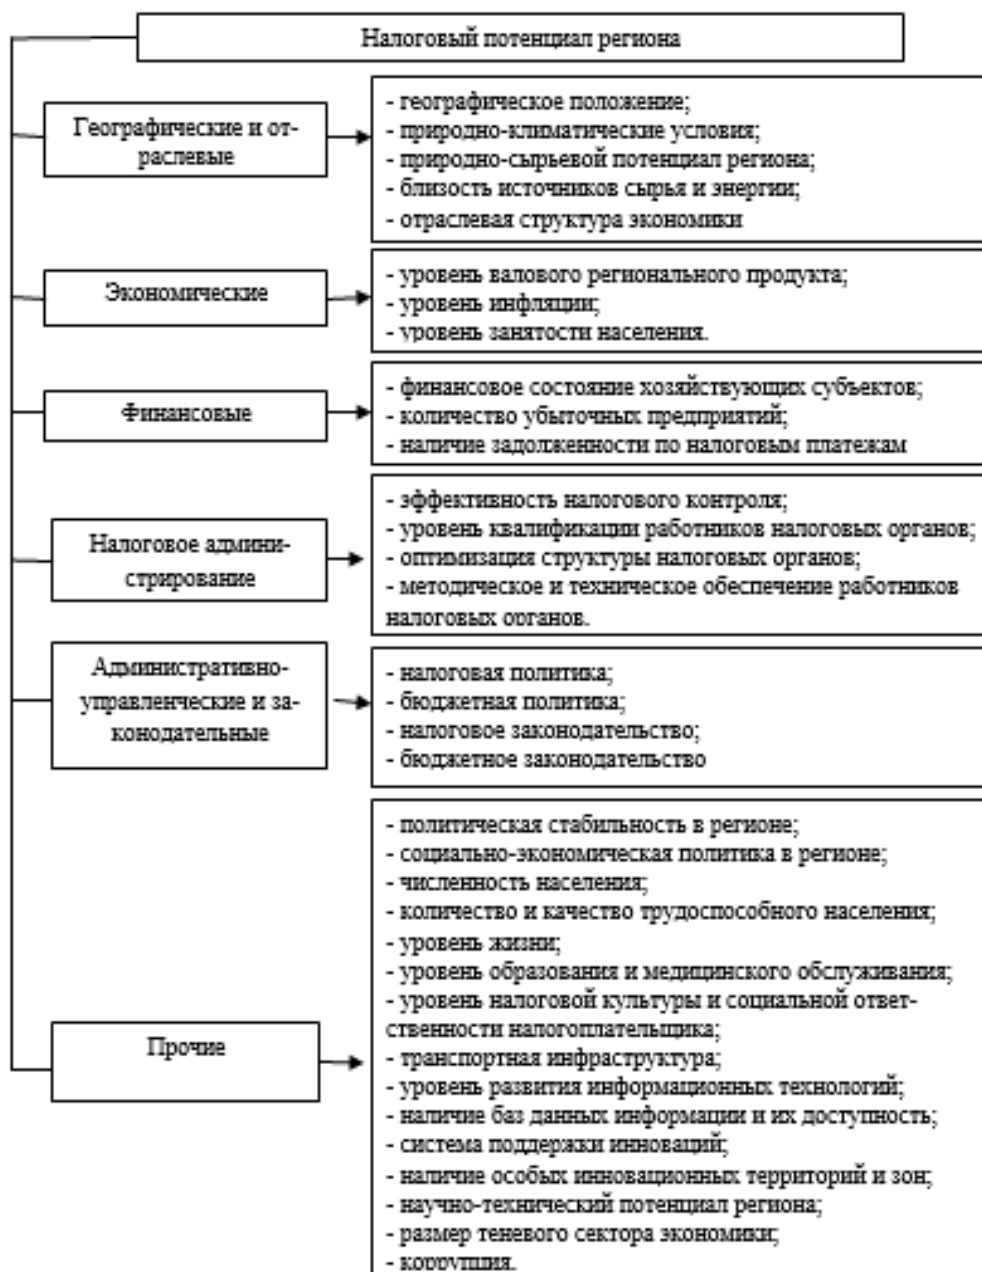 Налоговый потенциал региона
Географические и от-
раслевые
- географическое положение;
- природно-климатические условия;
- природно-сырьевой потенциал региона;
- близость источников сырья и энергии;
- отраслевая структура экономики
Экономические
- уровень валового регионального продукта;
- уровень инфляции;
- уровень занятости населения.
Финансовые
- финансовое состояние хозяйствующих субъектов;
- количество убыточных предприятий;
- наличие задолженности по налоговым платежам
Налоговое админи-
стрирование
- эффективность налогового контроля;
- уровень квалификации работников налоговых органов;
- оптимизация структуры налоговых органов;
- методическое и техническое обеспечение работников
налоговых органов.
Административно-
управленческие и за-
конодательные
- налоговая политика;
- бюджетная политика;
- налоговое законодательство;
- бюджетное законодательство
Прочие
- политическая стабильность в регионе;
- социально-экономическая политика в регионе;
- численность населения;
- количество и качество трудоспособного населения;
- уровень жизни;
- уровень образования и медицинского обслуживания;
- уровень налоговой культуры и социальной ответ-
ственности налогоплательщика;
- транспортная инфраструктура;
- уровень развития информационных технологий;
- наличие баз данных информации и их доступность;
- система поддержки инноваций;
- наличие особых инновационных территорий и зон;
- научно-технический потенциал региона;
- размер теневого сектора экономики;
- коррупция.